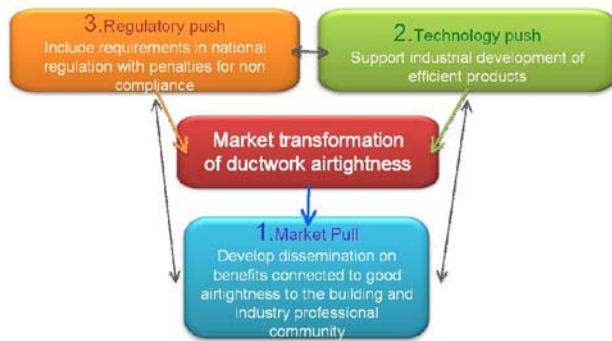 3.Regulatory push
Include requirements in national
regulation with penalties for non
compliance
2.Technology push
Support industrial development of
efficient products
Market transformation
of ductwork airtightness
1.Market Pull
Develop dissemination on
benefits connected to good
airtightness to the building and
industry professional
community